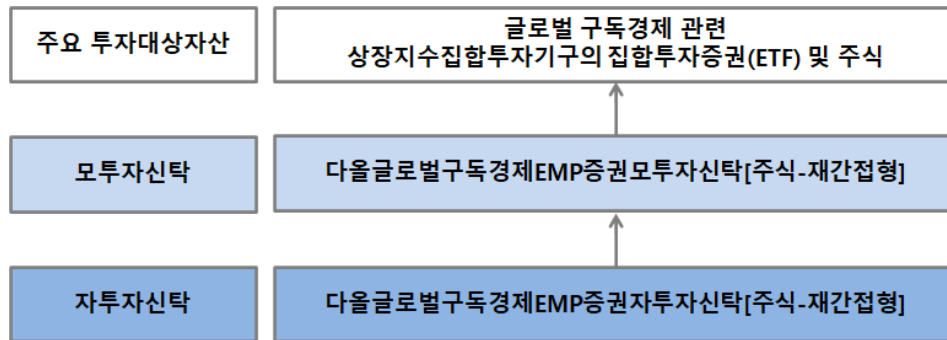 주요 투자대상자산
글로벌 구독경제 관련
상장지수집합투자기구의 집합투자증권(ETF) 및 주식
모투자신탁
다올글로벌구독경제EMP증권모투자신탁[주식-재간접형]
자투자신탁
다올글로벌구독경제EMP증권자투자신탁[주식-재간접형]